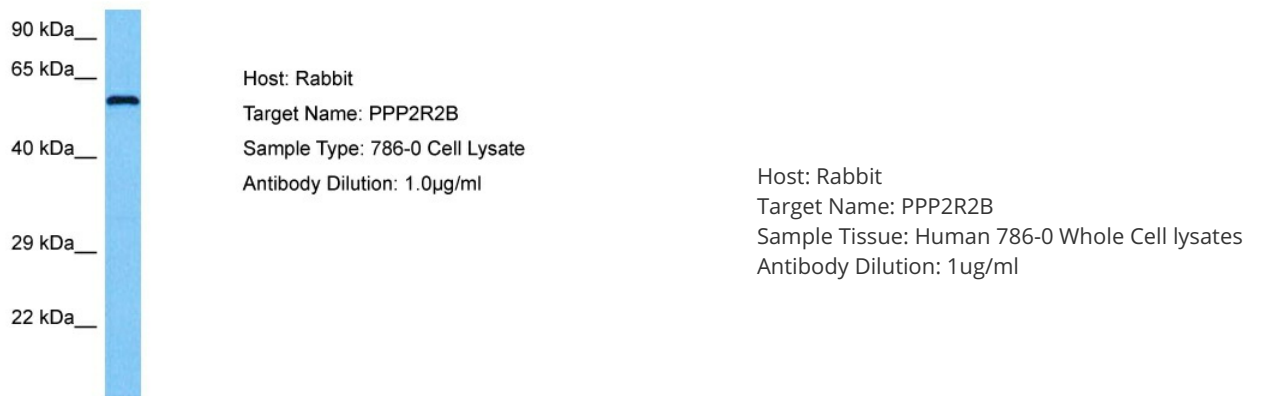 90 kDa__
65 kDa__
40 kDa__
29 kDa__
22 kDa__
Host: Rabbit
Target Name: PPP2R2B
Sample Type: 786-0 Cell Lysate
Antibody Dilution: 1.0µg/ml
Host: Rabbit
Target Name: PPP2R2B
Sample Tissue: Human 786-0 Whole Cell lysates
Antibody Dilution: 1ug/ml